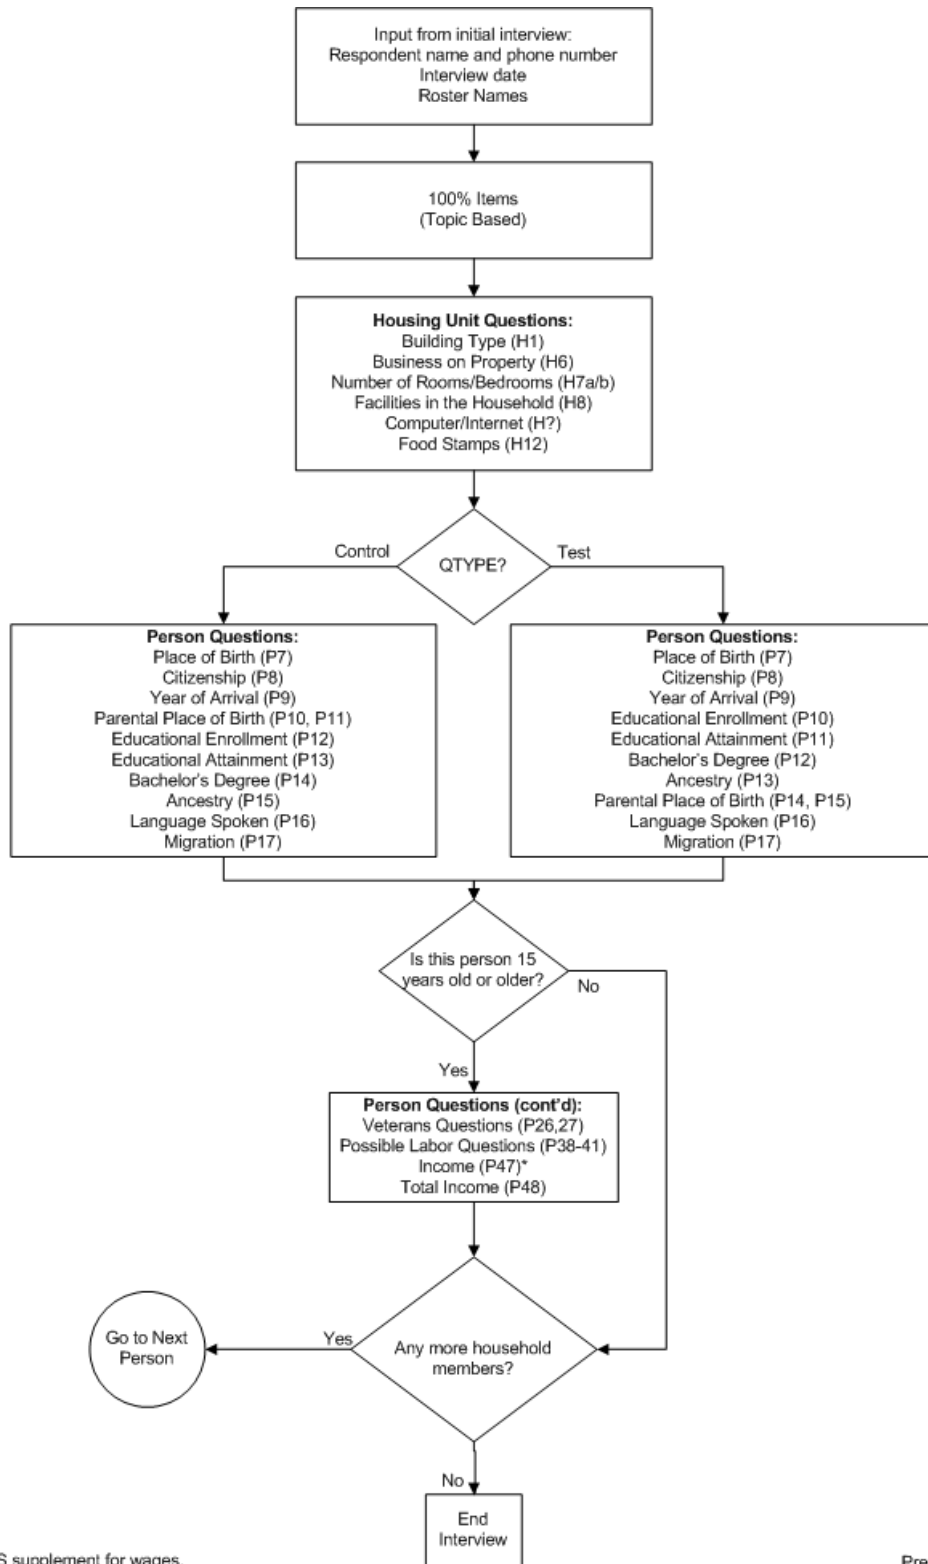 Input from initial interview:
Respondent name and phone number
Interview date
Roster Names
100% Items
(Topic Based)
Housing Unit Questions:
Building Type (H1)
Business on Property (H6)
Number of Rooms/Bedrooms (H7a/b)
Facilities in the Household (H8)
Computer/Internet (H?)
Food Stamps (H12)
QTYPE?
Control
Test
Person Questions:
Place of Birth (P7)
Citizenship (P8)
Year of Arrival (P9)
Parental Place of Birth (P10, P11)
Educational Enrollment (P12)
Educational Attainment (P13)
Bachelor's Degree (P14)
Ancestry (P15)
Language Spoken (P16)
Migration (P17)
Person Questions:
Place of Birth (P7)
Citizenship (P8)
Year of Arrival (P9)
Educational Enrollment (P10)
Educational Attainment (P11)
Bachelor's Degree (P12)
Ancestry (P13)
Parental Place of Birth (P14, P15)
Language Spoken (P16)
Migration (P17)
Is this person 15
years old or older?
No
Yes
Person Questions (cont'd):
Veterans Questions (P26,27)
Possible Labor Questions (P38-41)
Income (P47)*
Total Income (P48)
Any more household
members?
Yes
Go to Next
Person
No
End
Interview
S supplement for wages
Pre